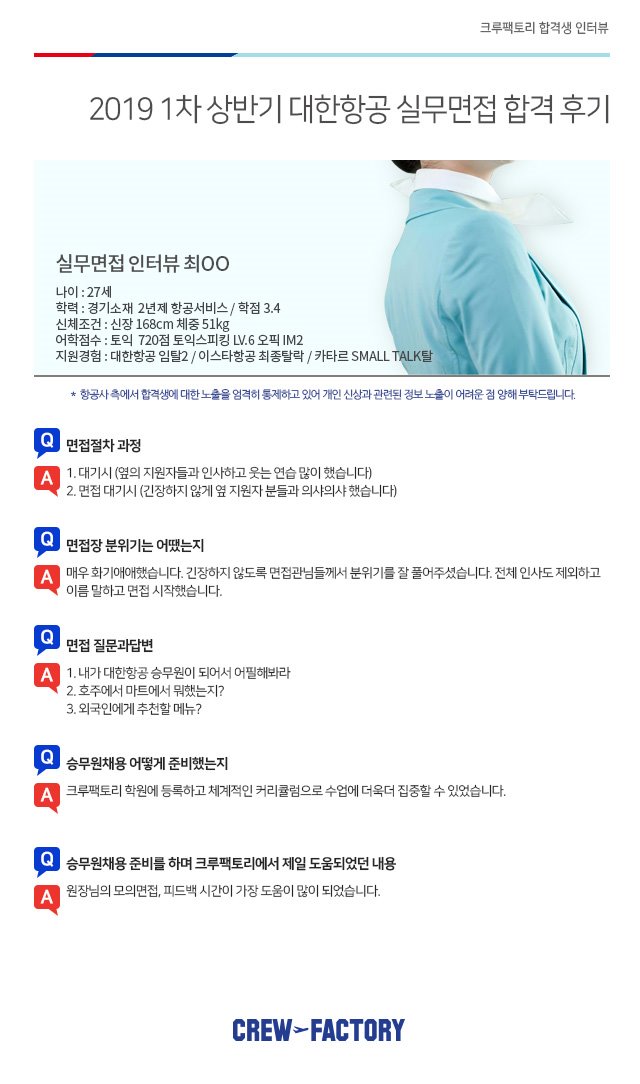 크루팩토리 합격생 인터뷰
2019 1차 상반기 대한항공 실무면접 합격 후기
실무면접 인터뷰 최OO
나이 : 27세
학력 : 경기소재 2년제 항공서비스 / 학점 3.4
신체조건 : 신장 168cm 체중 51kg
어학점수 : 토익 720점 토익스피킹 LV.6 오픽 IM2
지원경험 : 대한항공 임탈2 / 이스타항공 최종탈락 / 카타르 SMALL TALK탈
* 항공사 측에서 합격생에 대한 노출을 엄격히 통제하고 있어 개인 신상과 관련된 정보 노출이 어려운 점 양해 부탁드립니다.
Q 면접절차 과정
A 1. 대기시 (옆의 지원자들과 인사하고 웃는 연습 많이 했습니다)
2. 면접 대기시 (긴장하지 않게 옆 지원자 분들과 의샤의샤 했습니다)
Q 면접장 분위기는 어땠는지
A 매우 화기애애했습니다. 긴장하지 않도록 면접관님들께서 분위기를 잘 풀어주셨습니다. 전체 인사도 제외하고
이름 말하고 면접 시작했습니다.
Q 면접 질문과답변
A 1. 내가 대한항공 승무원이 되어서 어필해봐라
2. 호주에서 마트에서 뭐했는지?
3. 외국인에게 추천할 메뉴?
Q 승무원채용 어떻게 준비했는지
A 크루팩토리 학원에 등록하고 체계적인 커리큘럼으로 수업에 더욱더 집중할 수 있었습니다.
Q 승무원채용 준비를 하며 크루팩토리에서 제일 도움되었던 내용
A 원장님의 모의면접, 피드백 시간이 가장 도움이 많이 되었습니다.
CREW FACTORY